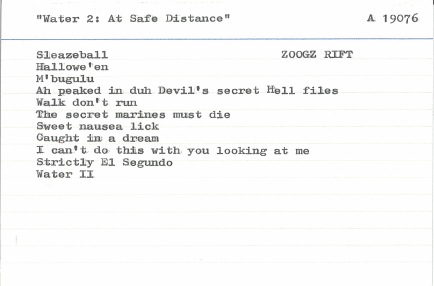 "Water 2: At Safe Distance" A 19076
Sleazeball ZOOGZ RIFT
Hallowe'en
M'bugulu
Ah peaked in duh Devil's secret Hell files
Walk don't run
The secret marines must die
Sweet nausea lick
Caught in a dream
I can't do this with you looking at me
Strictly El Segundo
Water II